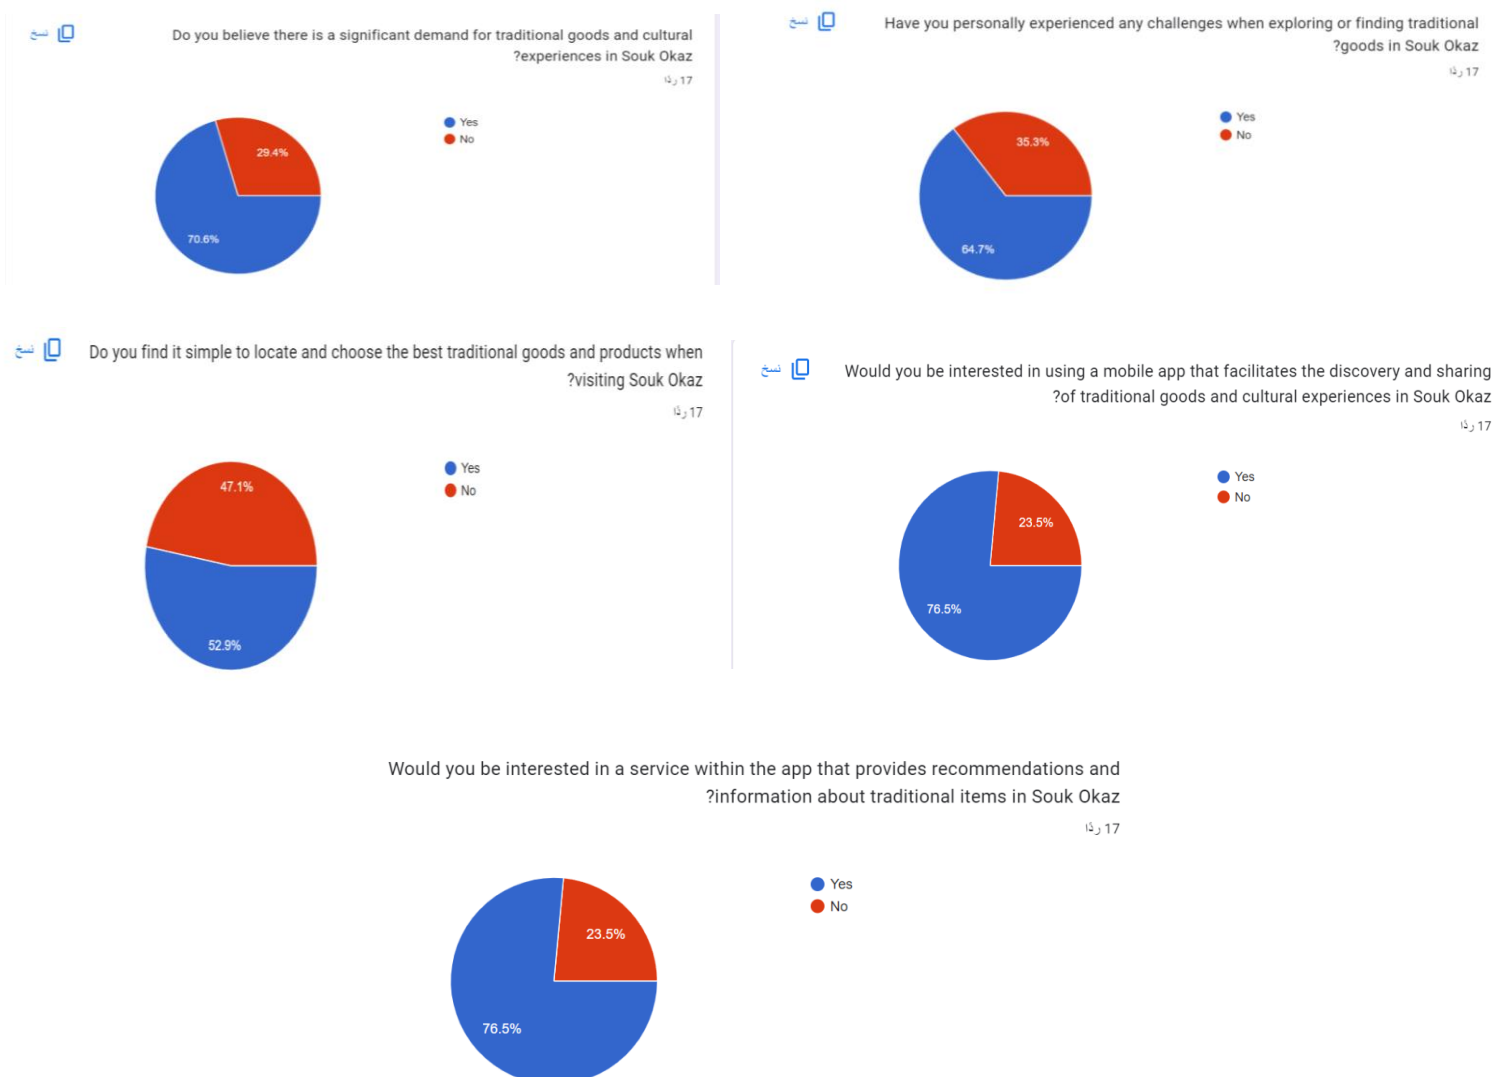 Do you believe there is a significant demand for traditional goods and cultural
?experiences in Souk Okaz
17 ردًا
نسخ
Yes
No
29.4%
70.6%
Have you personally experienced any challenges when exploring or finding traditional
?goods in Souk Okaz
17 ردًا
نسخ
Yes
No
35.3%
64.7%
Do you find it simple to locate and choose the best traditional goods and products when
?visiting Souk Okaz
17 ردًا
نسخ
Yes
No
47.1%
52.9%
Would you be interested in using a mobile app that facilitates the discovery and sharing
?of traditional goods and cultural experiences in Souk Okaz
17 ردًا
نسخ
Yes
No
23.5%
76.5%
Would you be interested in a service within the app that provides recommendations and
?information about traditional items in Souk Okaz
17 ردًا
Yes
No
23.5%
76.5%